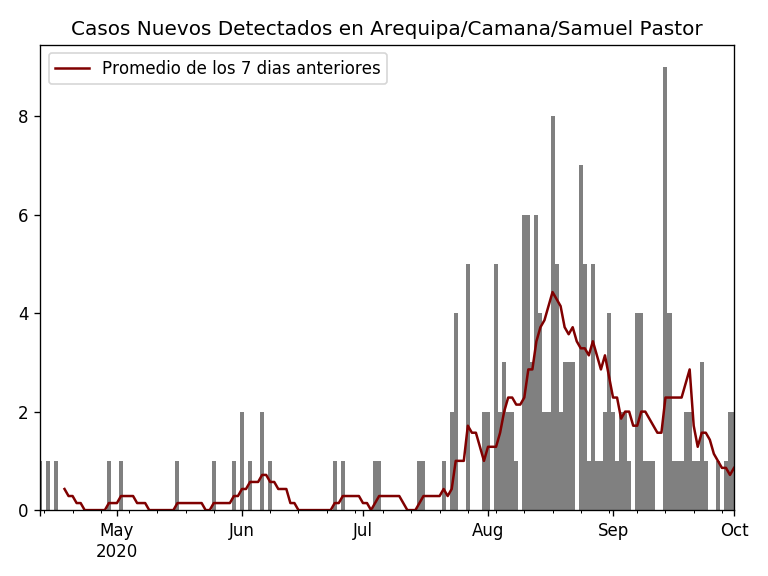 Casos Nuevos Detectados en Arequipa/Camana/Samuel Pastor
Promedio de los 7 dias anteriores
8
6
4
2
0
May Jun Jul Aug Sep Oct
2020